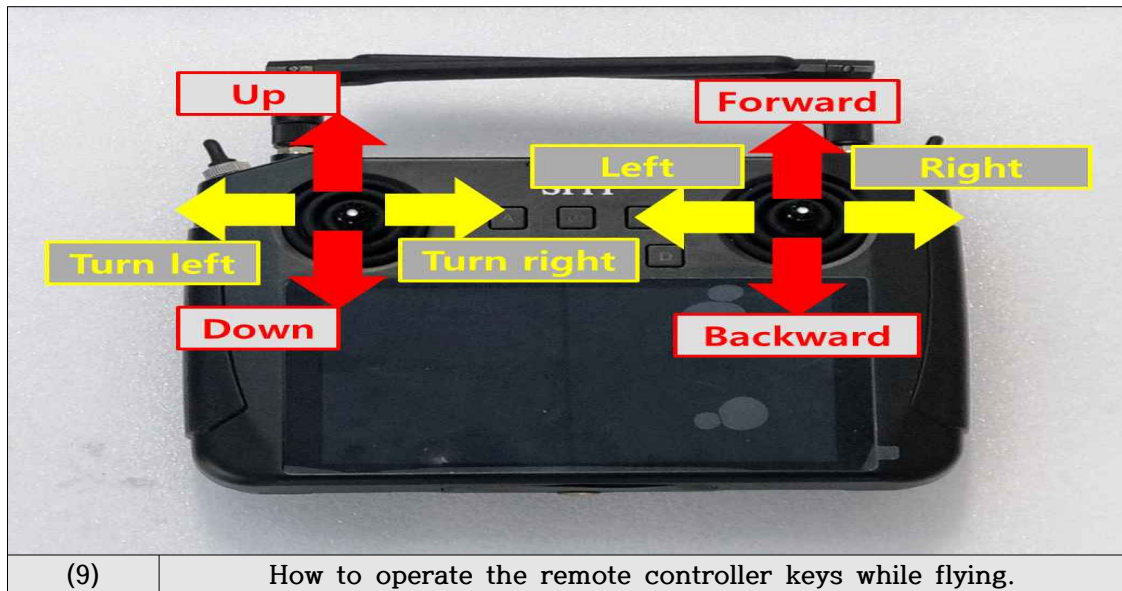 Up
Forward
Left
Right
A
D
Turn left
Turn right
Down
Backward
(9)
How to operate the remote controller keys while flying.